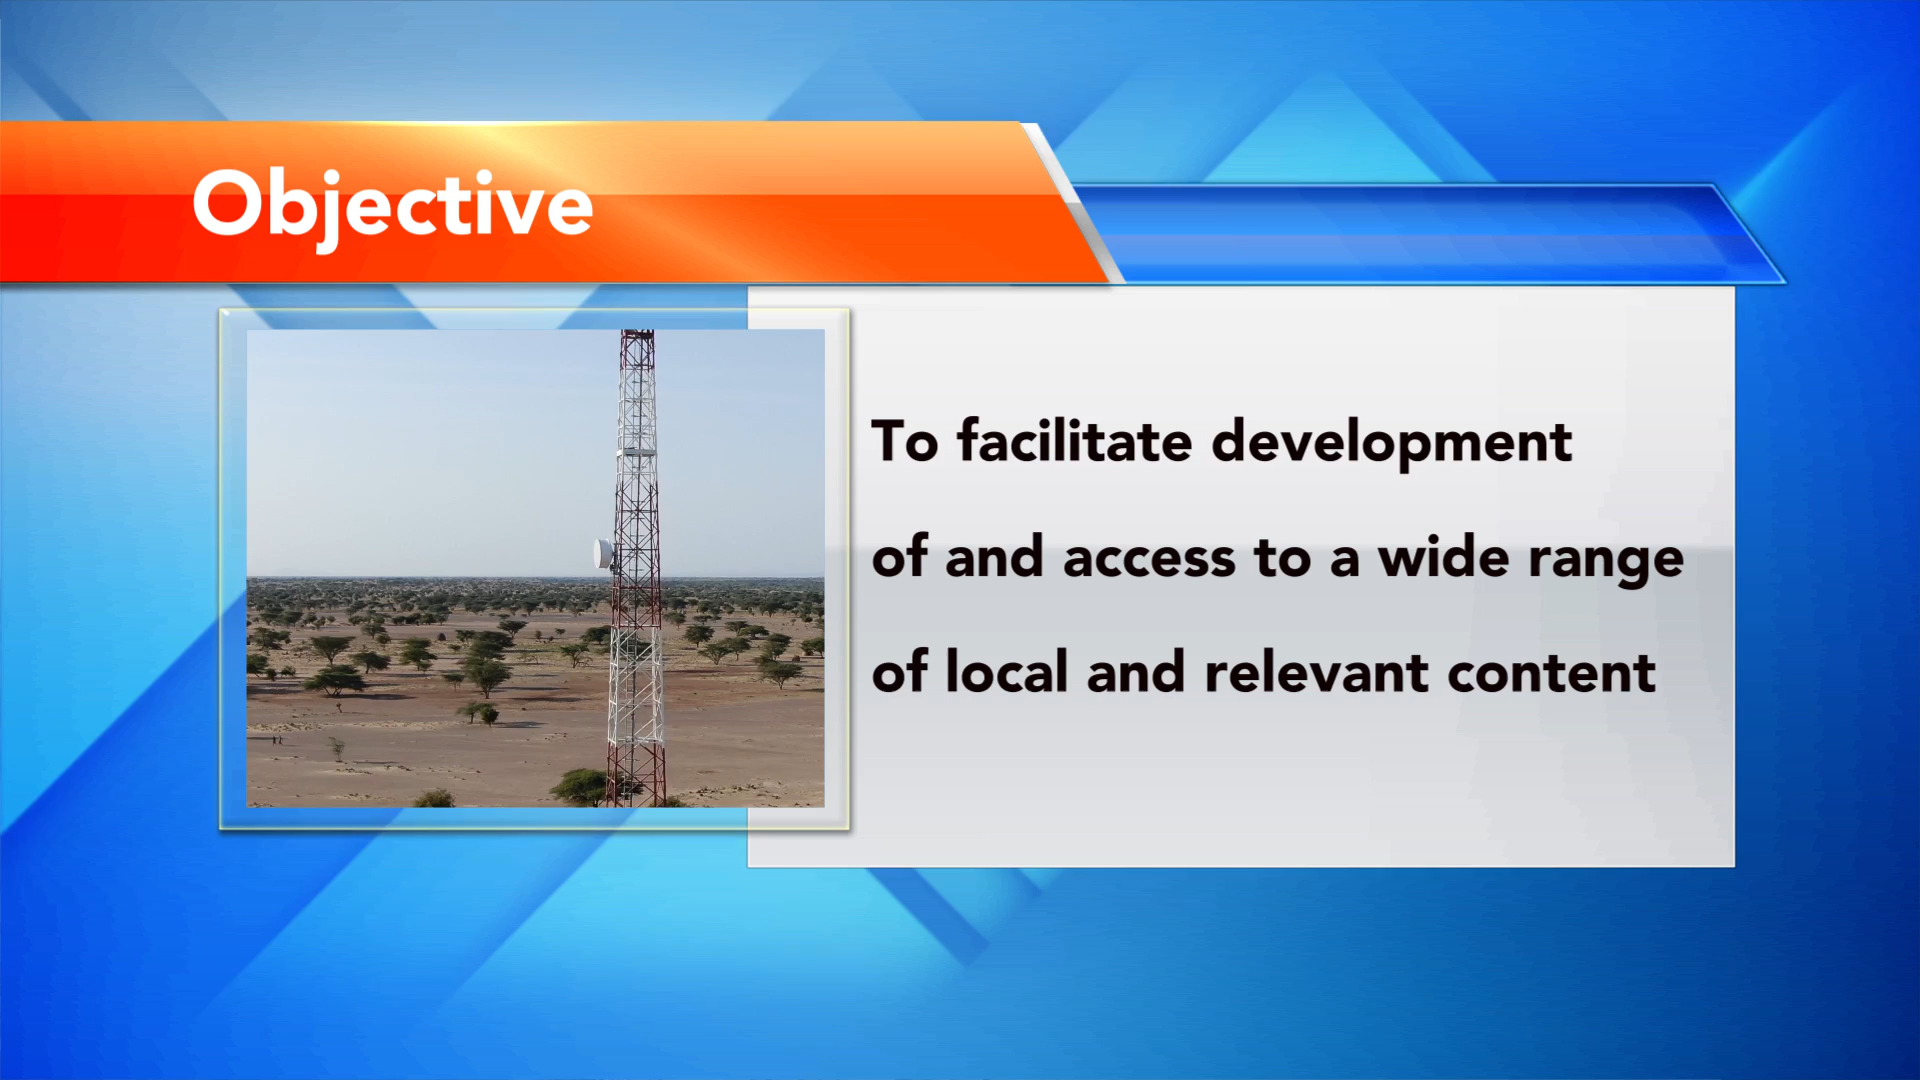 Objective
To facilitate development
of and access to a wide range
of local and relevant content